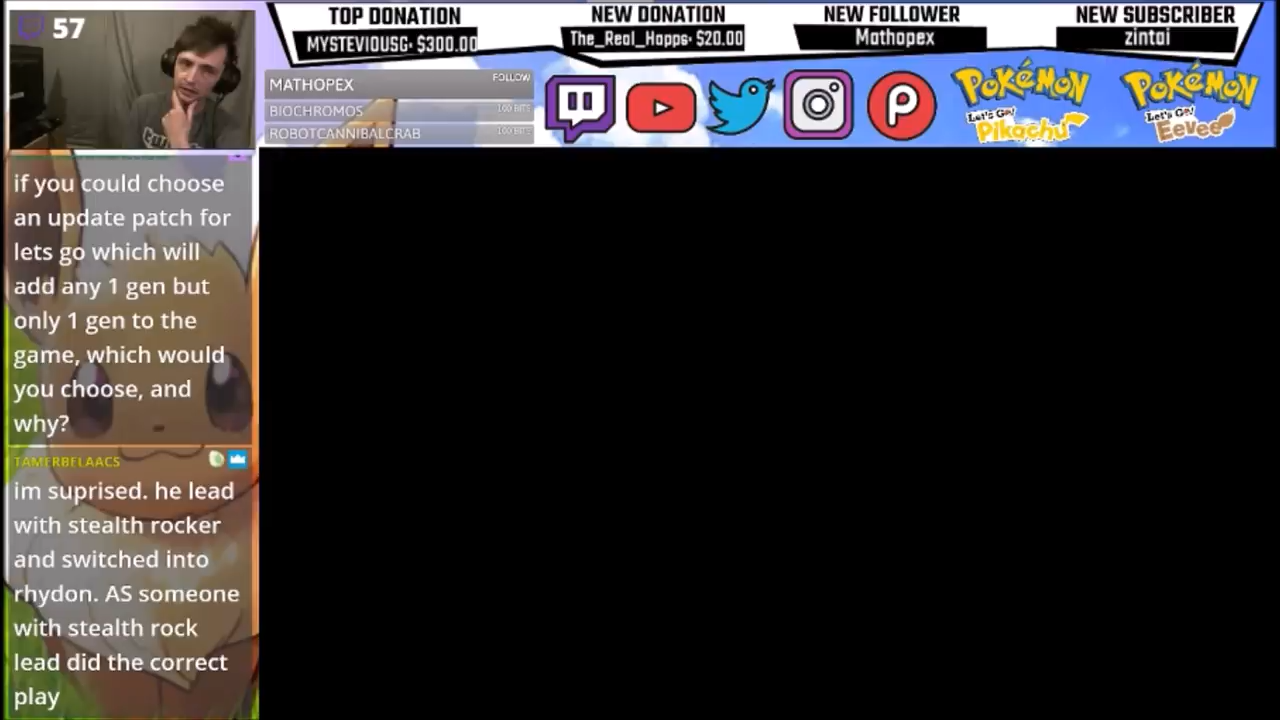 57
TOP DONATION
MYSTEVIOUSG: $300.00
NEW DONATION
The_Real_Happs: $20.00
NEW FOLLOWER
Mathopex
NEW SUBSCRIBER
zintai
MATHOPEX FOLLOW
BIOCHROMOS 100 BITS
ROBOTCANNIBALCRAB 100 BITS
POKéMON
Let's Go!
Pikachu
POKéMON
Let's Go!
Eevee
if you could choose
an update patch for
lets go which will
add any 1 gen but
only 1 gen to the
game, which would
you choose, and
why?
TAMERBELAACS
im suprised. he lead
with stealth rocker
and switched into
rhydon. AS someone
with stealth rock
lead did the correct
play